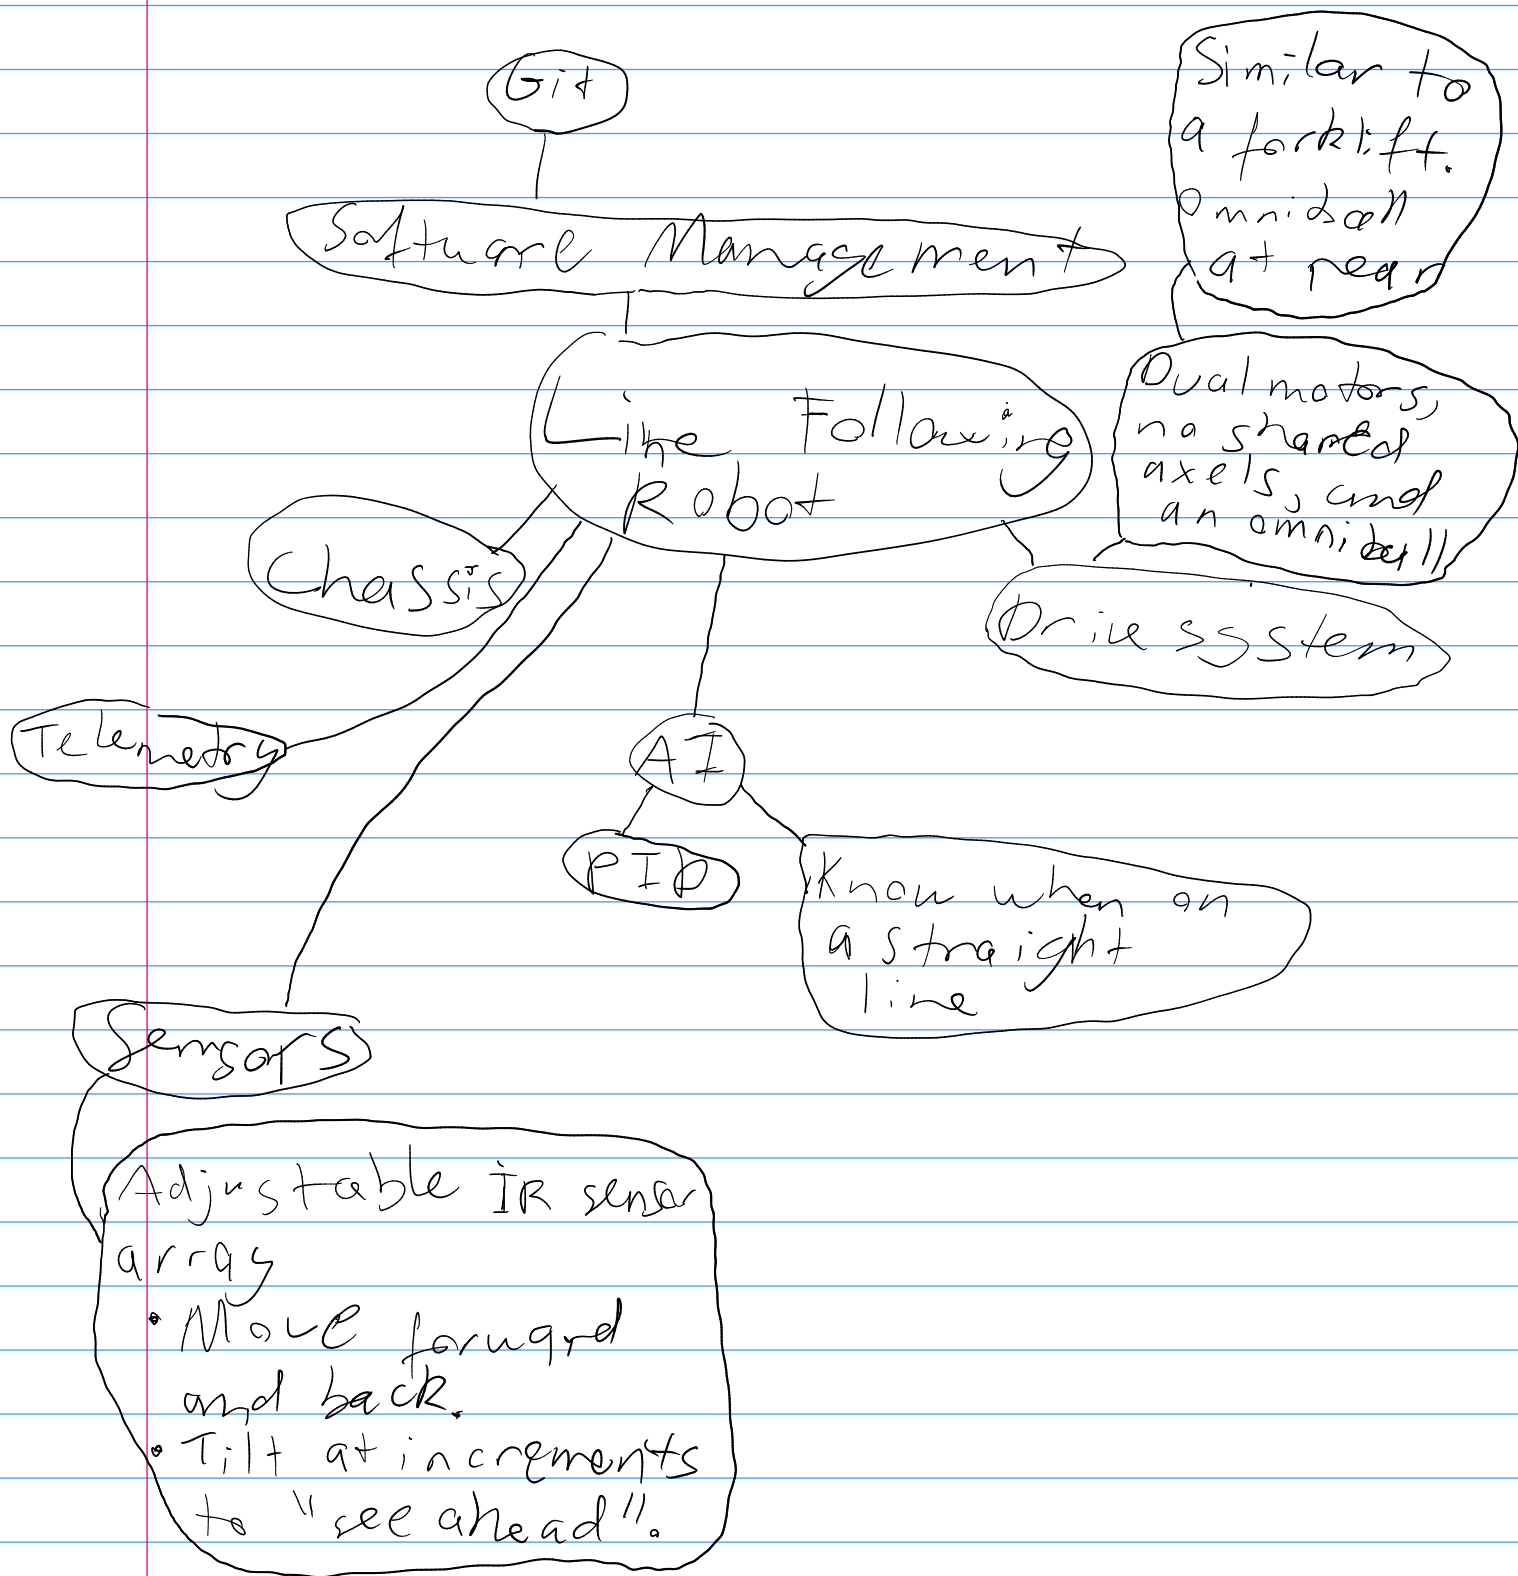 Git
Software Management
Similar to
a forklift.
Omniball
at rear
Line Following
Robot
Dual motors,
no shared
axels, and
an omniball
Chassis
Drive system
Telemetry
AI
PID
Know when on
a straight
line
Sensors
Adjustable IR sensor
array
• Move forward
and back.
• Tilt at increments
to "see ahead".